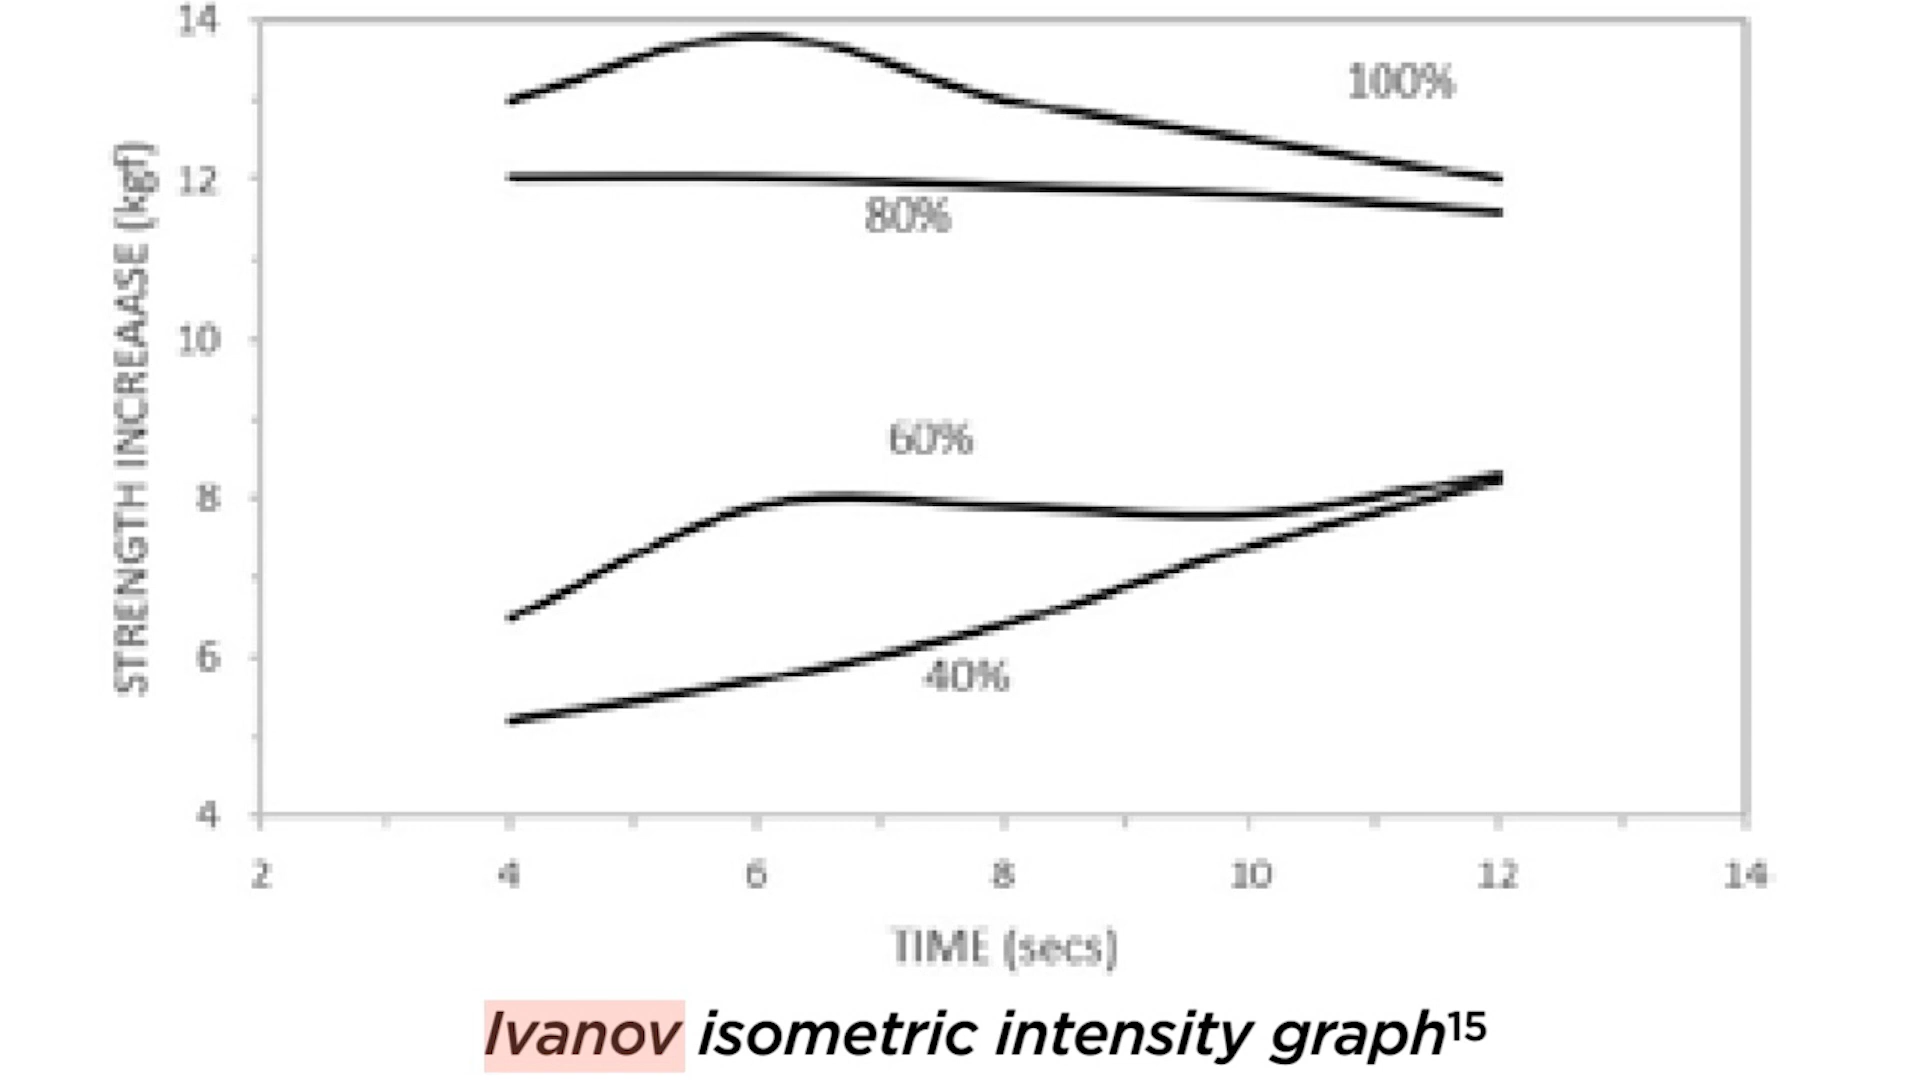 14
100%
12
80%
10
60%
8
6
40%
4
STRENGTH INCREAASE (kgf)
2 4 6 8 10 12 14
TIME (secs)
Ivanov isometric intensity graph¹⁵